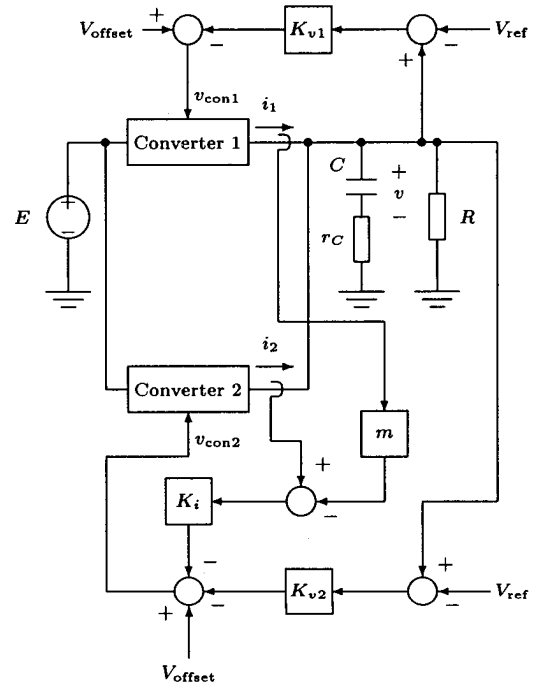 V_offset + − K_v1 − V_ref
+
v_con1
i_1
Converter 1
C + v −
E + −
r_C R
i_2
Converter 2
v_con2
m
+
K_i −
−
+
+ − K_v2 − V_ref
V_offset